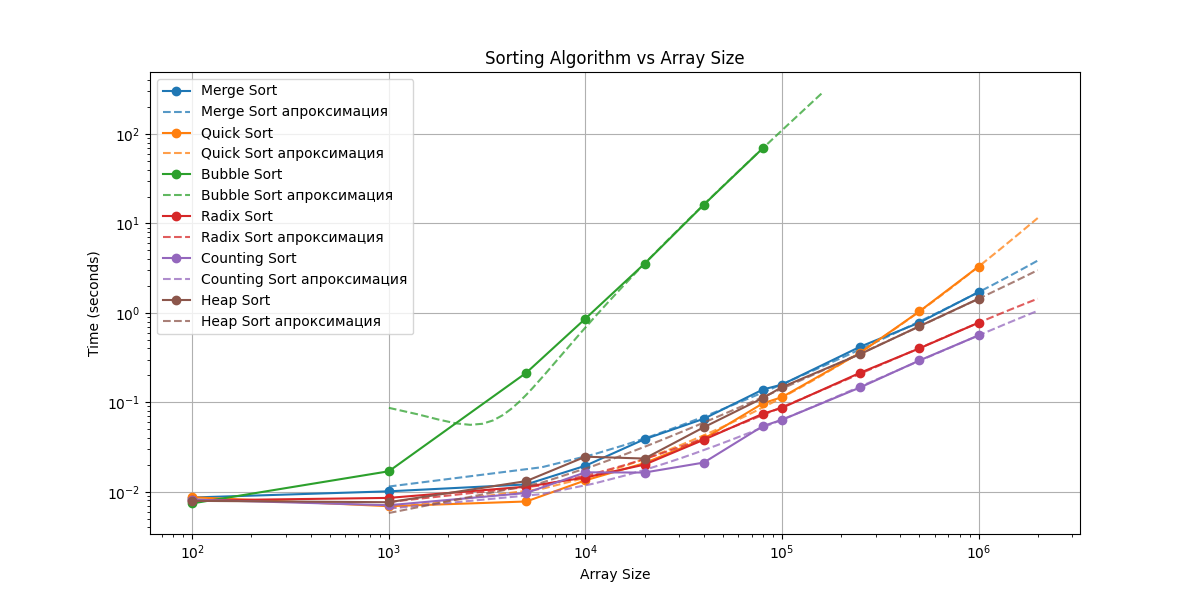 Sorting Algorithm vs Array Size
Merge Sort
Merge Sort апроксимация
Quick Sort
Quick Sort апроксимация
Bubble Sort
Bubble Sort апроксимация
Radix Sort
Radix Sort апроксимация
Counting Sort
Counting Sort апроксимация
Heap Sort
Heap Sort апроксимация
Time (seconds)
10²
10¹
10⁰
10⁻¹
10⁻²
10² 10³ 10⁴ 10⁵ 10⁶
Array Size